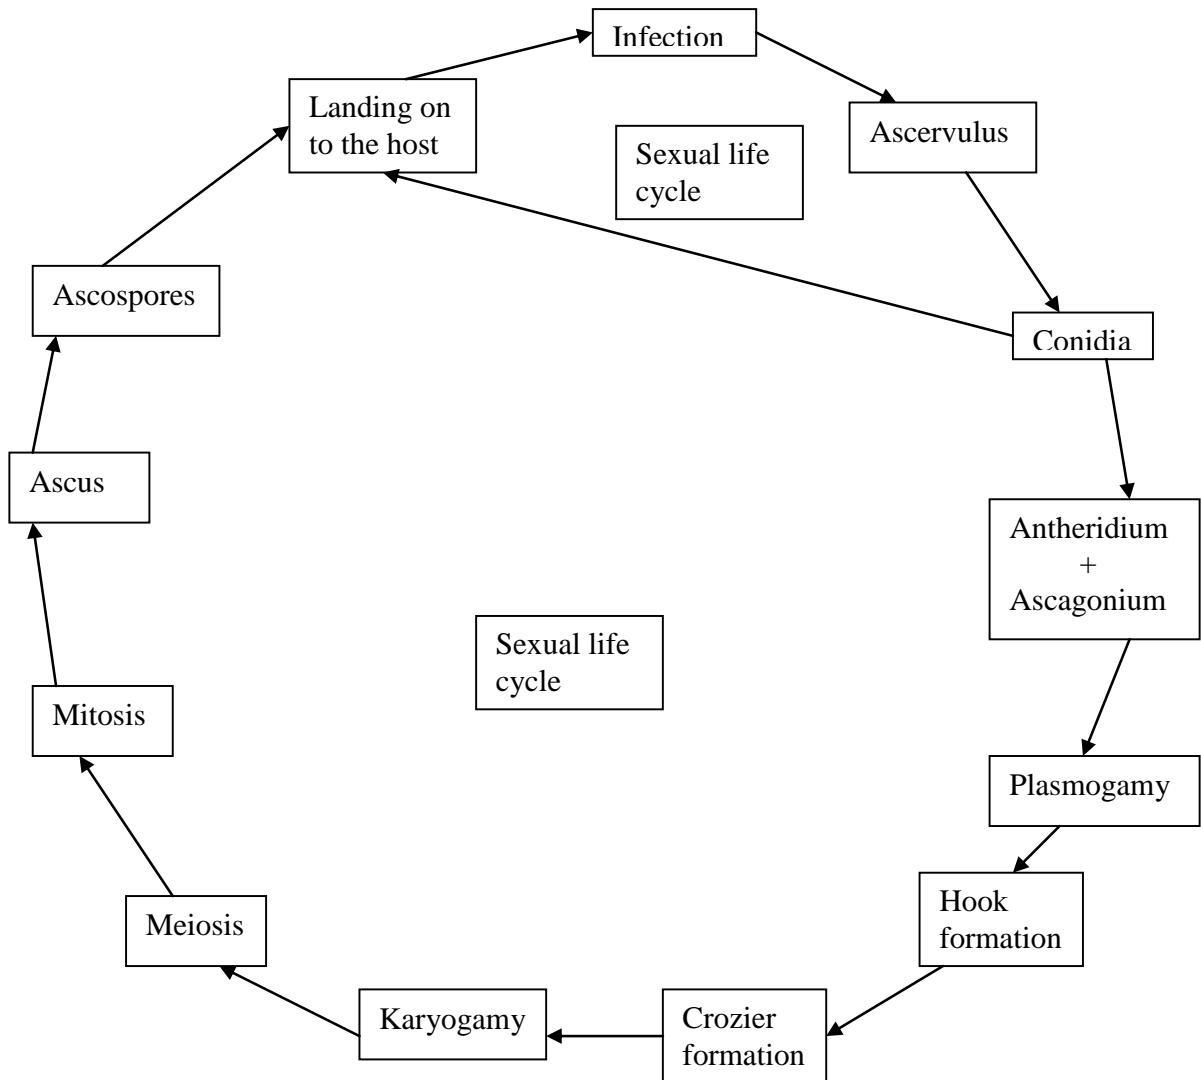 Infection
Landing on
to the host
Ascervulus
Sexual life
cycle
Ascospores
Conidia
Ascus
Antheridium
+
Ascagonium
Sexual life
cycle
Mitosis
Plasmogamy
Hook
formation
Meiosis
Karyogamy
Crozier
formation